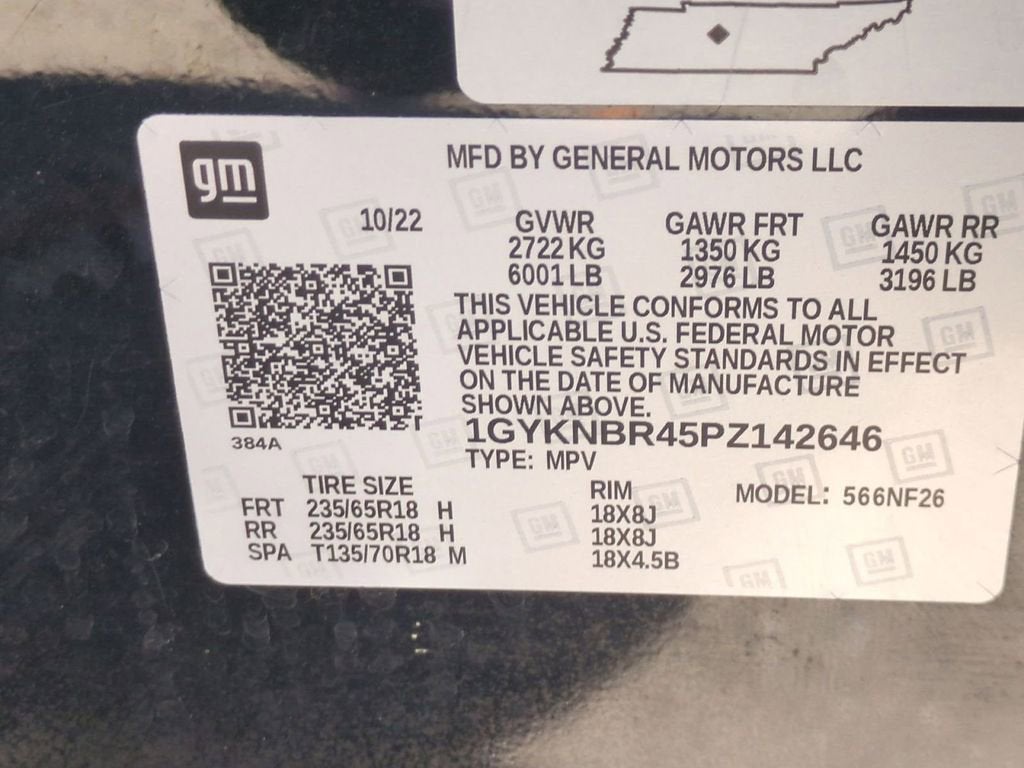 gm
MFD BY GENERAL MOTORS LLC
10/22
GVWR GAWR FRT GAWR RR
2722 KG 1350 KG 1450 KG
6001 LB 2976 LB 3196 LB
THIS VEHICLE CONFORMS TO ALL
APPLICABLE U.S. FEDERAL MOTOR
VEHICLE SAFETY STANDARDS IN EFFECT
ON THE DATE OF MANUFACTURE
SHOWN ABOVE.
384A
1GYKNBR45PZ142646
TYPE: MPV
TIRE SIZE RIM MODEL: 566NF26
FRT 235/65R18 H 18X8J
RR 235/65R18 H 18X8J
SPA T135/70R18 M 18X4.5B